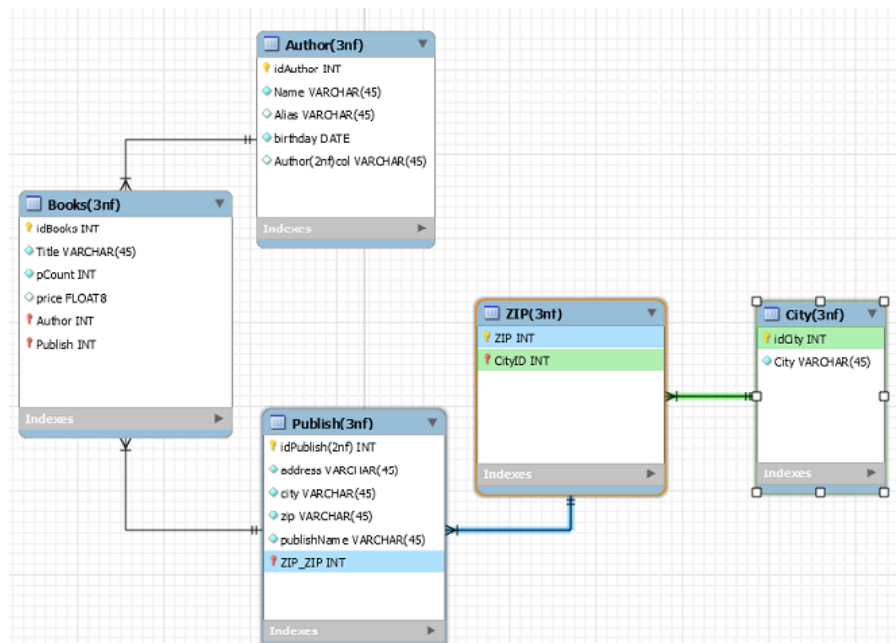 Author(3nf)
idAuthor INT
Name VARCHAR(45)
Alias VARCHAR(45)
birthday DATE
Author(2nf)col VARCHAR(45)
Indexes
Books(3nf)
idBooks INT
Title VARCHAR(45)
pCount INT
price FLOAT8
Author INT
Publish INT
Indexes
ZIP(3nf)
ZIP INT
CityID INT
Indexes
City(3nf)
idCity INT
City VARCHAR(45)
Indexes
Publish(3nf)
idPublish(2nf) INT
address VARCHAR(45)
city VARCHAR(45)
zip VARCHAR(45)
publishName VARCHAR(45)
ZIP_ZIP INT
Indexes